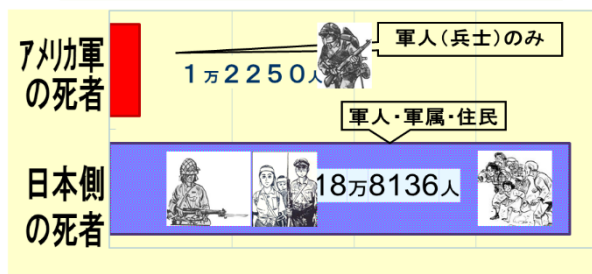 アメリカ軍
の死者
軍人(兵士)のみ
1万2250人
軍人・軍属・住民
日本側
の死者
18万8136人